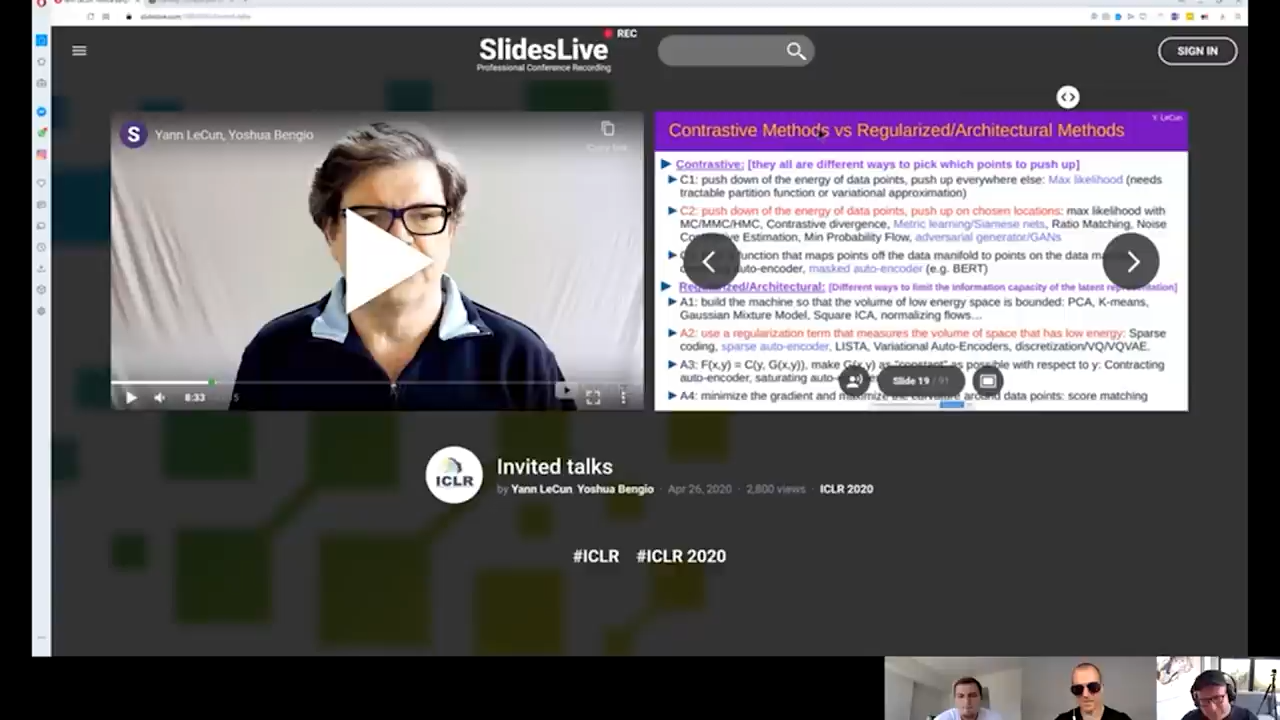 REC
SlidesLive
Professional Conference Recording
SIGN IN
S
Yann LeCun, Yoshua Bengio
8:33
Y. LeCun
Contrastive Methods vs Regularized/Architectural Methods
Contrastive: [they all are different ways to pick which points to push up]
C1: push down of the energy of data points, push up everywhere else: Max likelihood (needs
tractable partition function or variational approximation)
C2: push down of the energy of data points, push up on chosen locations: max likelihood with
MC/MMC/HMC, Contrastive divergence, Metric learning/Siamese nets, Ratio Matching, Noise
Estimation, Min Probability Flow, adversarial generator/GANs
function that maps points off the data manifold to points on the data
auto-encoder, masked auto-encoder (e.g. BERT)
Regularized/Architectural: [Different ways to limit the information capacity of the latent representation]
A1: build the machine so that the volume of low energy space is bounded: PCA, K-means,
Gaussian Mixture Model, Square ICA, normalizing flows…
A2: use a regularization term that measures the volume of space that has low energy: Sparse
coding, sparse auto-encoder, LISTA, Variational Auto-Encoders, discretization/VQ/VQVAE.
A3: F(x,y) = C(y, G(x,y)), make G(x,y) as "constant" as possible with respect to y: Contracting
auto-encoder, saturating
Slide 19 / 91
A4: minimize the gradient and maximize the curvature around data points: score matching
ICLR
Invited talks
by Yann LeCun Yoshua Bengio · Apr 26, 2020 · 2,800 views · ICLR 2020
#ICLR #ICLR 2020